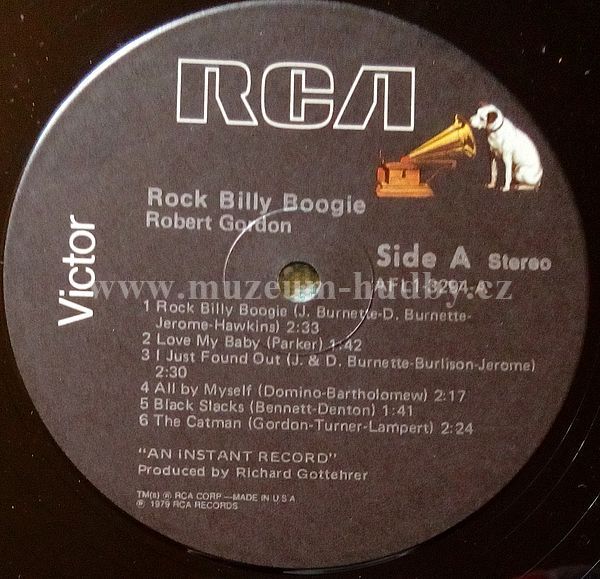 RCA
Victor
Rock Billy Boogie
Robert Gordon
Side A Stereo
AFL1-3294-A
www.muzeum-hudby.cz
1 Rock Billy Boogie (J. Burnette-D. Burnette-
Jerome-Hawkins) 2:33
2 Love My Baby (Parker) 1:42
3 I Just Found Out (J. & D. Burnette-Burlison-Jerome)
2:30
4 All by Myself (Domino-Bartholomew) 2:17
5 Black Slacks (Bennett-Denton) 1:41
6 The Catman (Gordon-Turner-Lampert) 2:24
"AN INSTANT RECORD"
Produced by Richard Gottehrer
TM(s) ® RCA CORP—MADE IN U.S.A
℗ 1979 RCA RECORDS